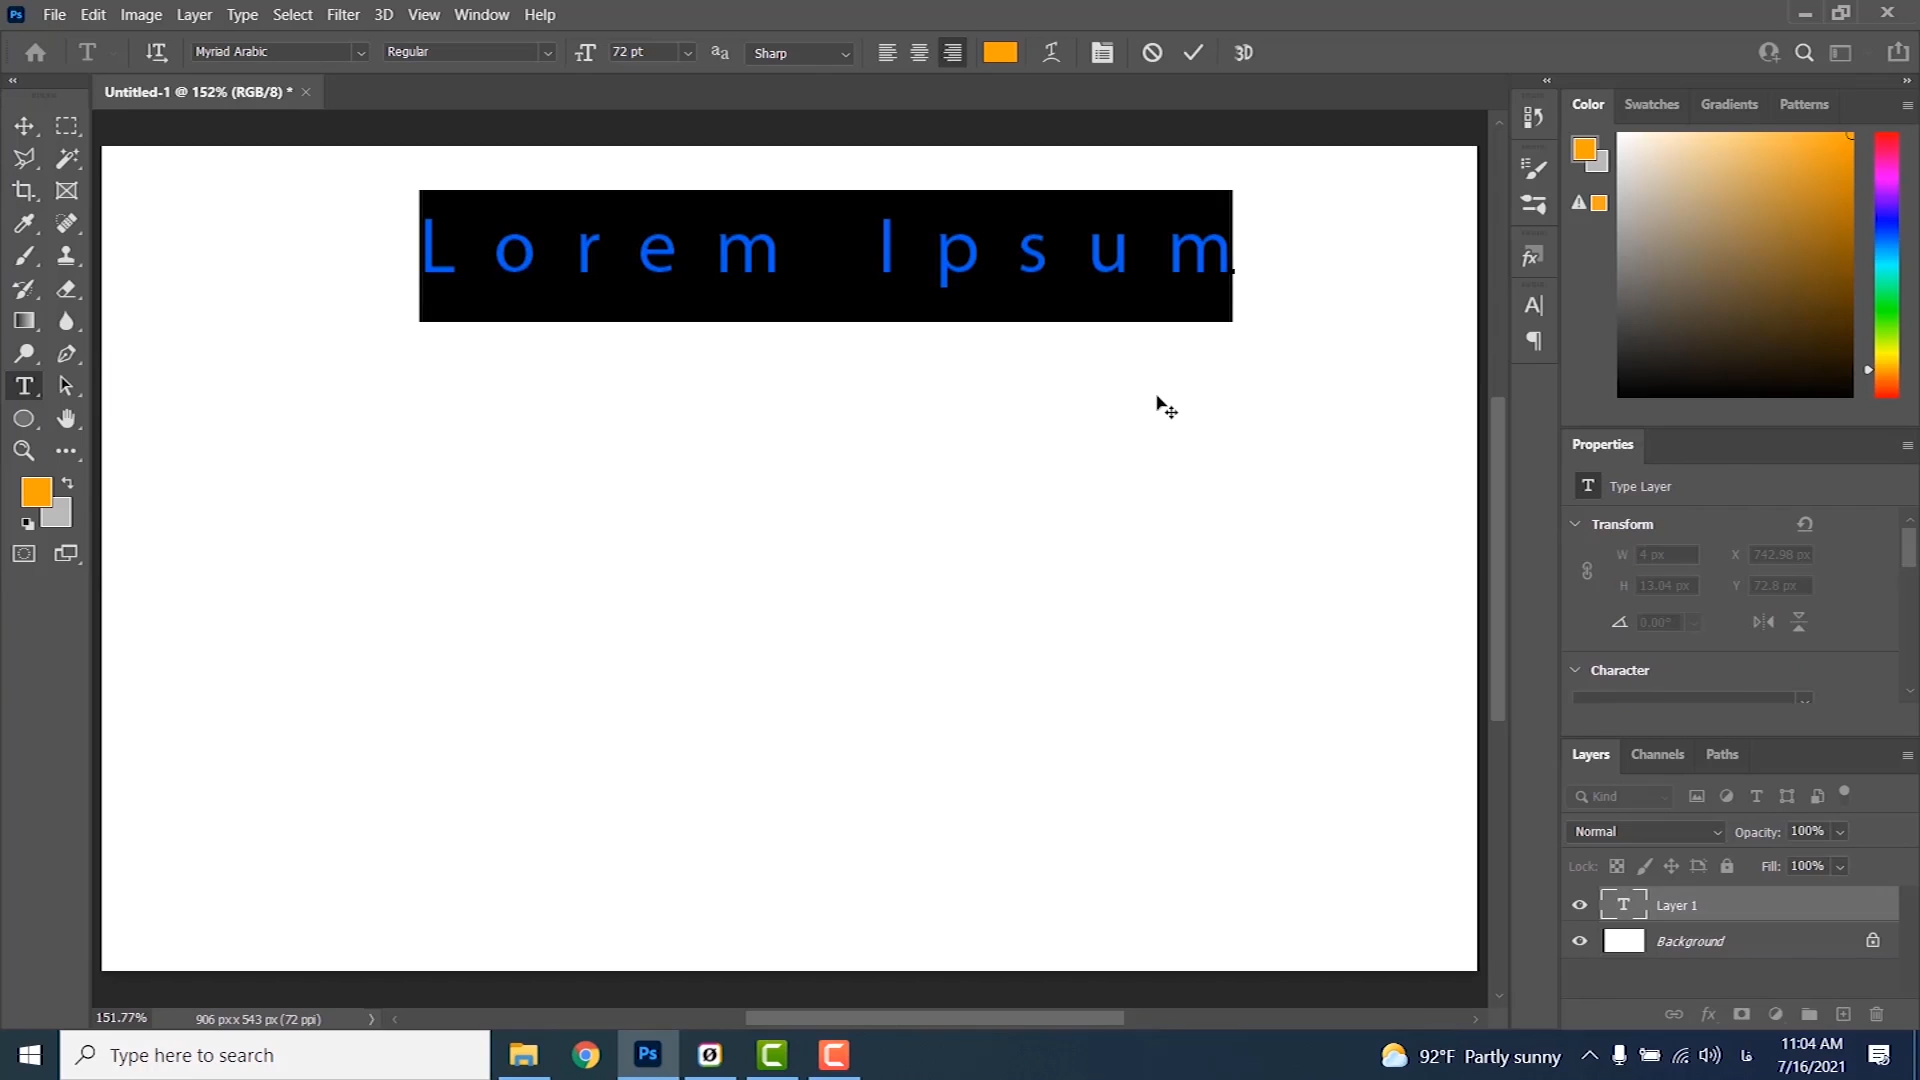 Ps File Edit Image Layer Type Select Filter 3D View Window Help
T Myriad Arabic Regular 72 pt Sharp 3D
Untitled-1 @ 152% (RGB/8) * ×
Color Swatches Gradients Patterns
Lorem Ipsum
Properties
T Type Layer
Transform
W 4 px X 742.98 px
H 13.04 px Y 72.8 px
0.00°
Character
Layers Channels Paths
Kind
Normal Opacity: 100%
Lock: Fill: 100%
T Layer 1
Background
151.77% 906 px x 543 px (72 ppi)
Type here to search
Ps
92°F Partly sunny
فا
11:04 AM
7/16/2021